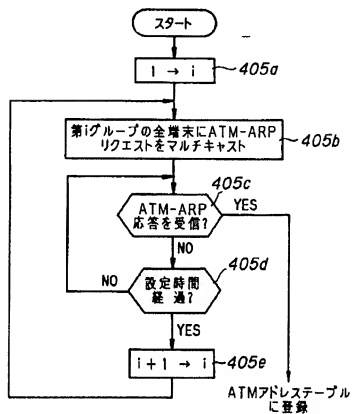 スタート
1 → i
405a
第iグループの全端末にATM-ARP
リクエストをマルチキャスト
405b
405c
ATM-ARP
応答を受信?
YES
NO
405d
設定時間
経過?
NO
YES
i+1 → i
405e
ATMアドレステーブル
に登録